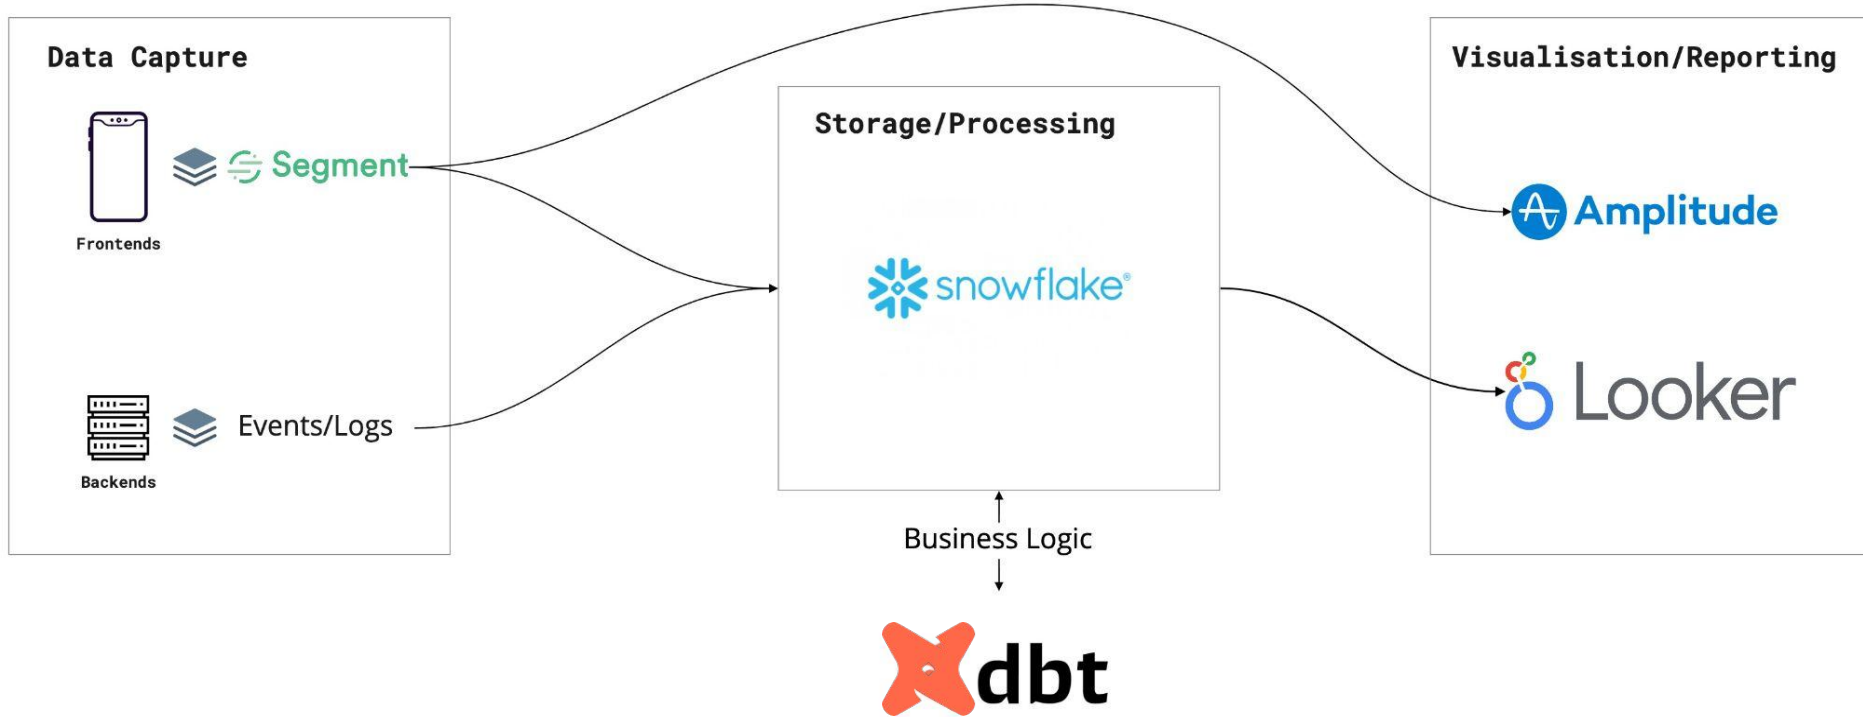 Data Capture
Segment
Frontends
Events/Logs
Backends
Storage/Processing
snowflake®
Business Logic
dbt
Visualisation/Reporting
Amplitude
Looker